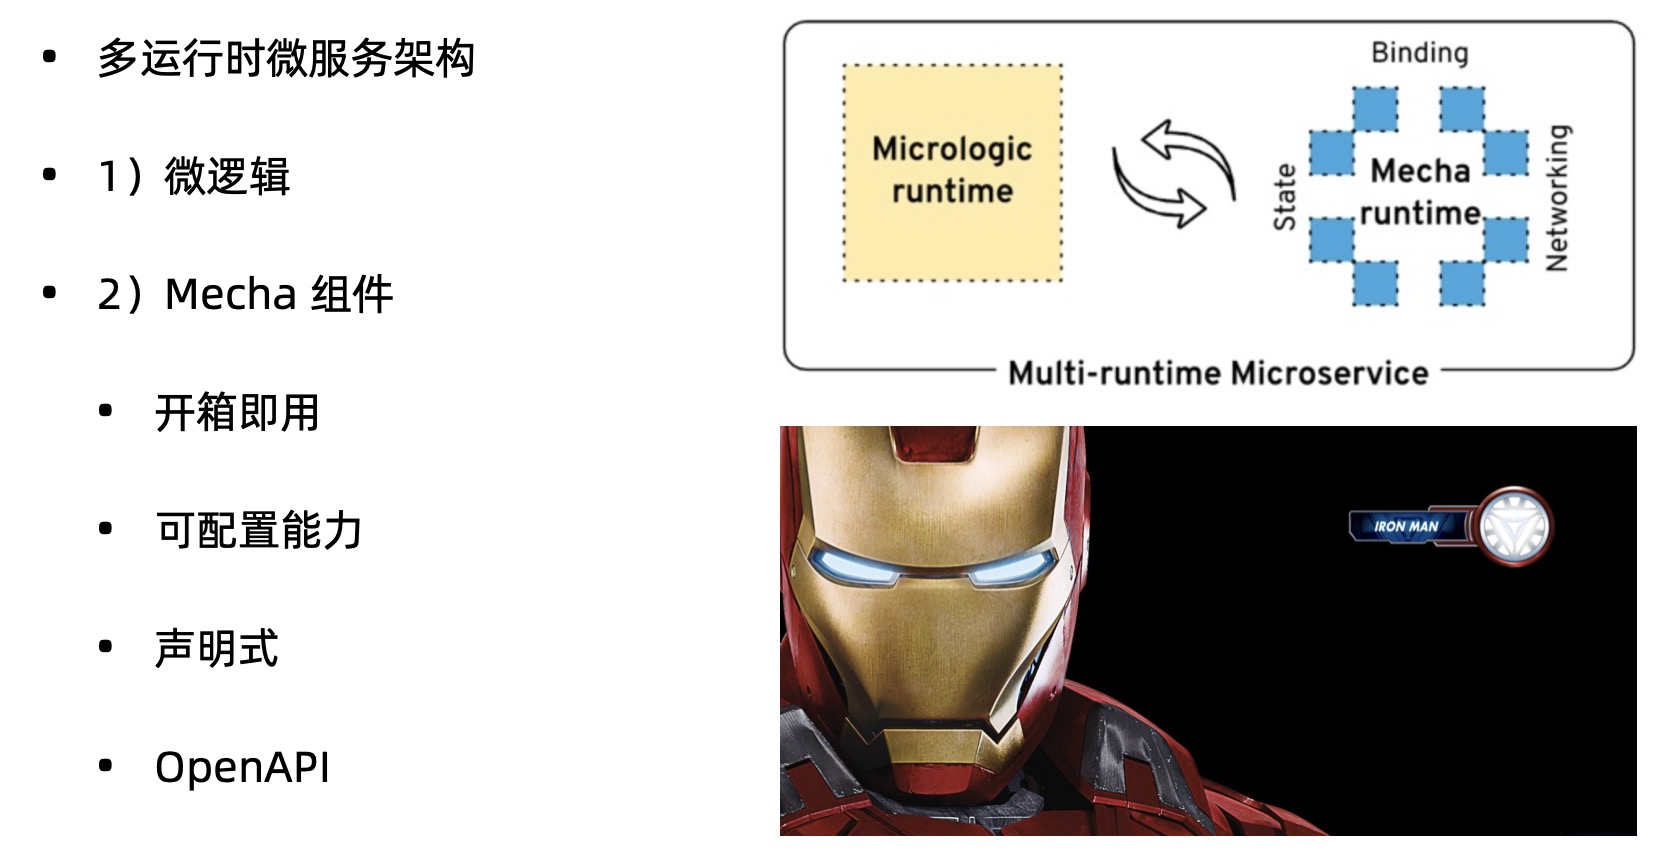 多运行时微服务架构
1）微逻辑
2）Mecha 组件
开箱即用
可配置能力
声明式
OpenAPI
Binding
Micrologic
runtime
State
Mecha
runtime
Networking
Multi-runtime Microservice
IRON MAN